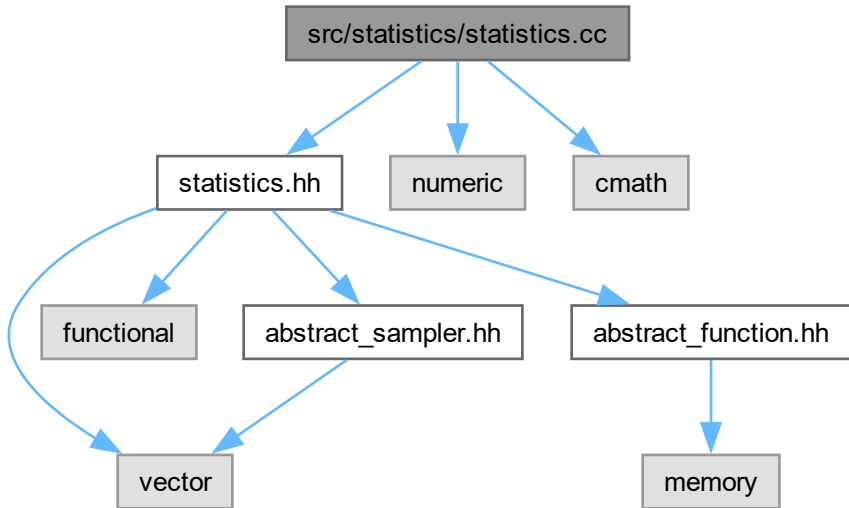 src/statistics/statistics.cc
statistics.hh
numeric
cmath
functional
abstract_sampler.hh
abstract_function.hh
vector
memory